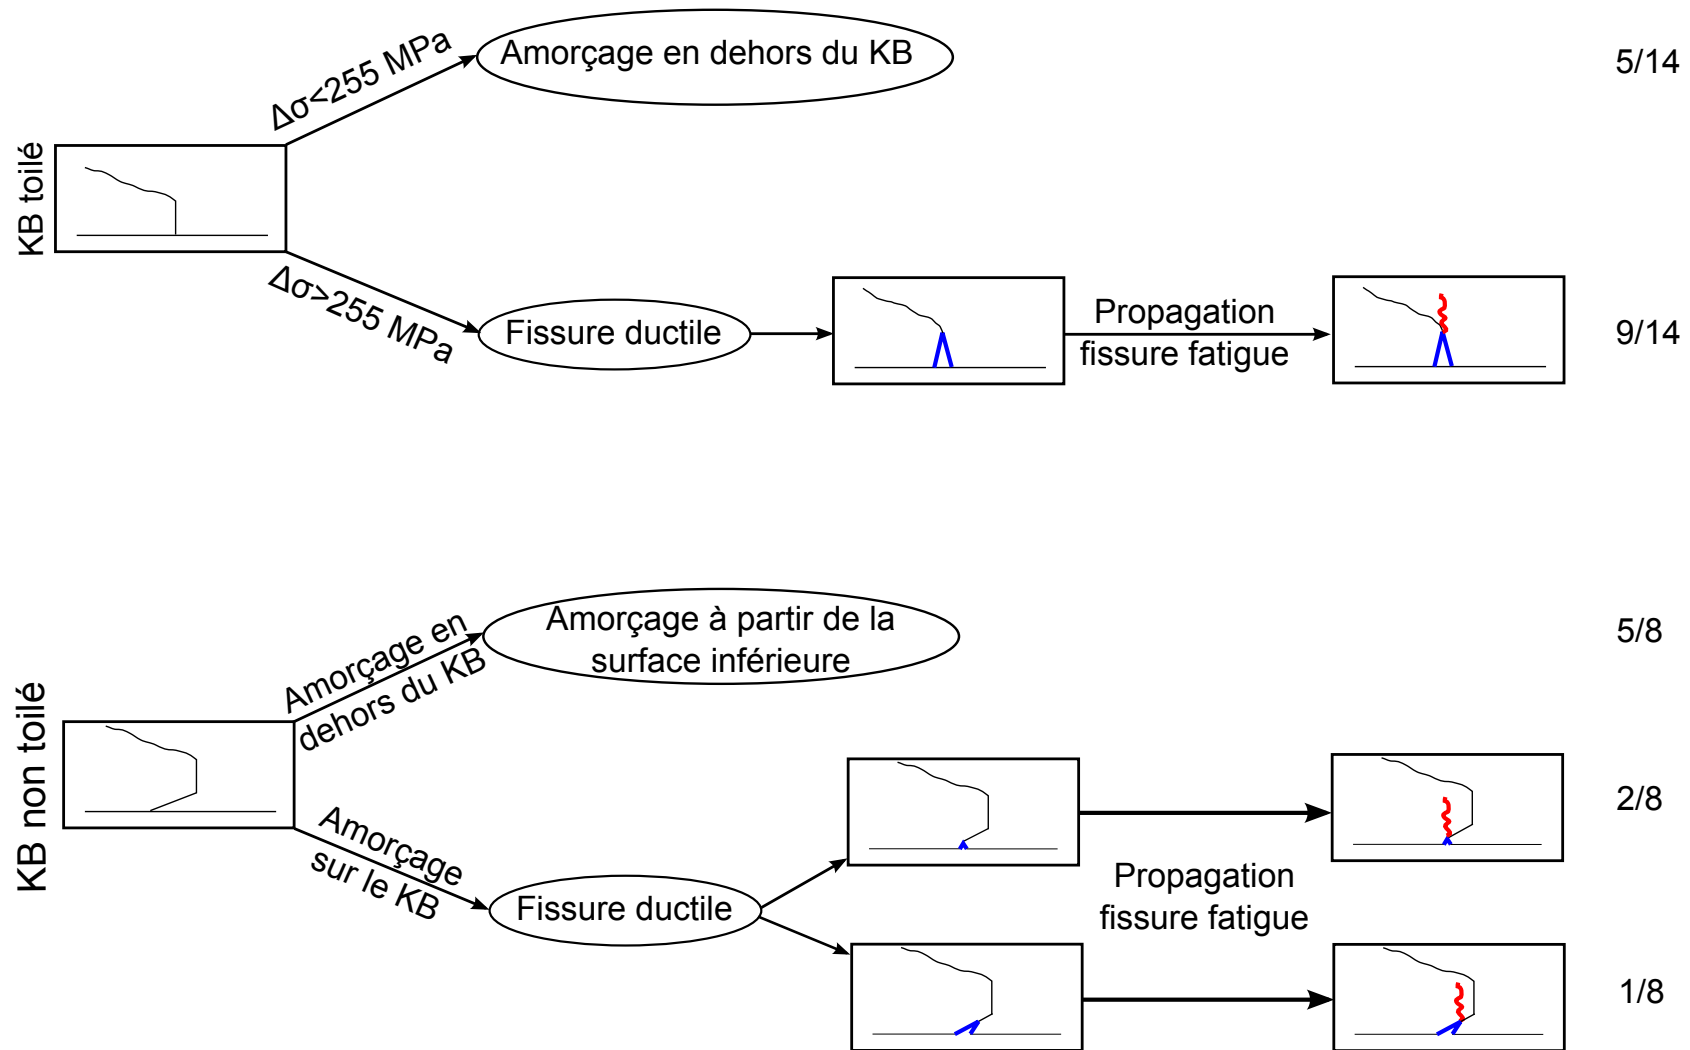 Δσ<255 MPa
Amorçage en dehors du KB
5/14
KB toilé
Δσ>255 MPa
Fissure ductile
Propagation
fissure fatigue
9/14
KB non toilé
Amorçage en
dehors du KB
Amorçage à partir de la
surface inférieure
5/8
Amorçage
sur le KB
Fissure ductile
2/8
Propagation
fissure fatigue
1/8